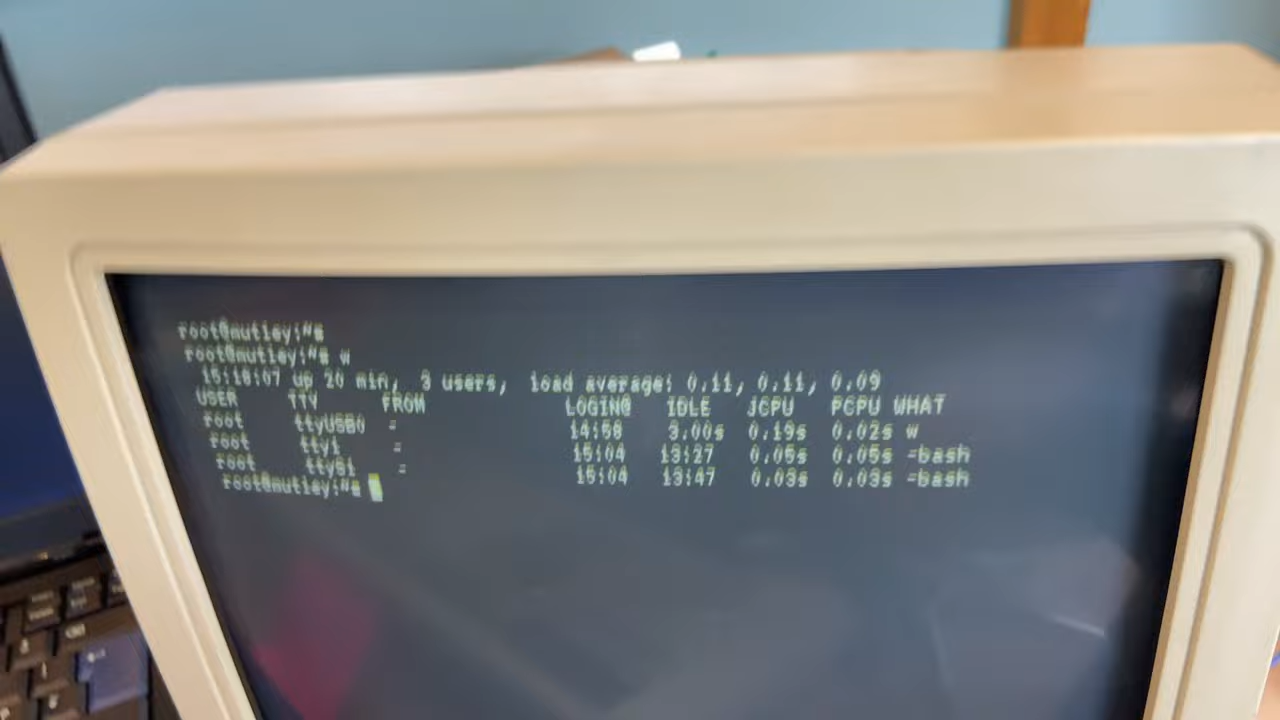 root@mutley:~#
root@mutley:~# w
15:18:07 up 20 min, 3 users, load average: 0.11, 0.11, 0.09
USER TTY FROM LOGIN@ IDLE JCPU PCPU WHAT
root ttyUSB0 - 14:58 3.00s 0.19s 0.02s w
root tty1 - 15:04 13:27 0.05s 0.05s -bash
root ttyS1 - 15:04 13:47 0.03s 0.03s -bash
root@mutley:~#